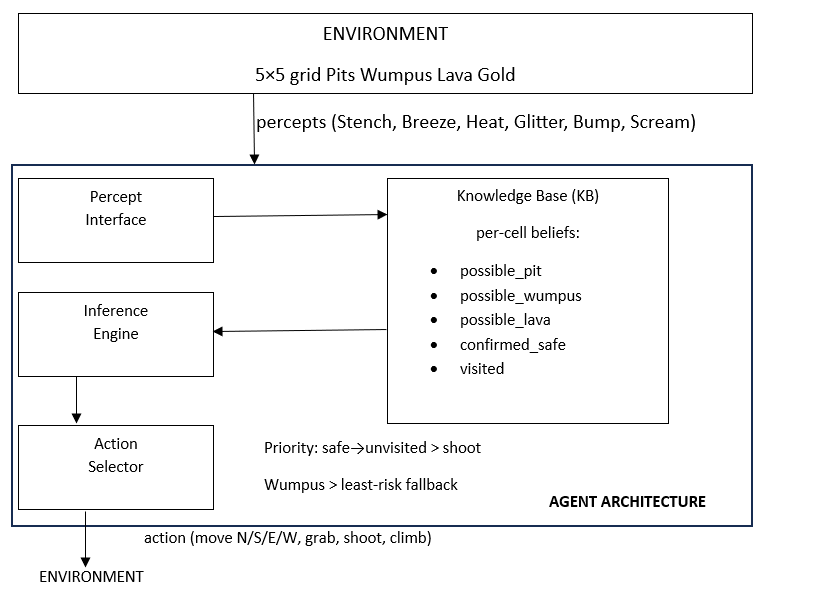 ENVIRONMENT
5×5 grid Pits Wumpus Lava Gold
percepts (Stench, Breeze, Heat, Glitter, Bump, Scream)
Percept
Interface
Knowledge Base (KB)
per-cell beliefs:
• possible_pit
• possible_wumpus
• possible_lava
• confirmed_safe
• visited
Inference
Engine
Action
Selector
Priority: safe→unvisited > shoot
Wumpus > least-risk fallback
AGENT ARCHITECTURE
action (move N/S/E/W, grab, shoot, climb)
ENVIRONMENT